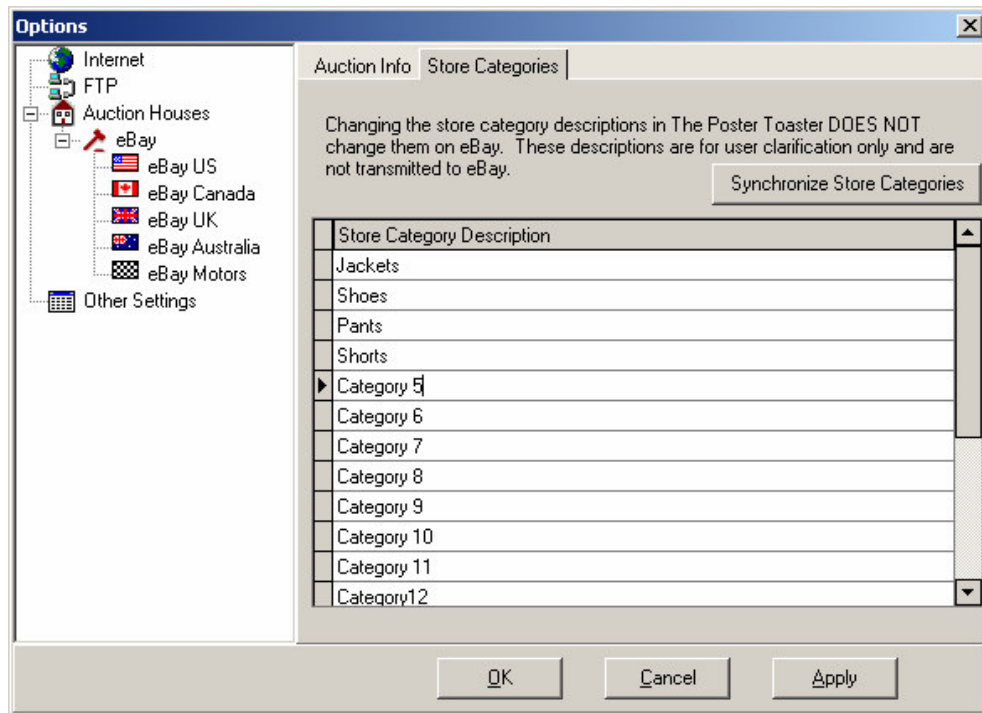 Options
Internet
FTP
Auction Houses
eBay
eBay US
eBay Canada
eBay UK
eBay Australia
eBay Motors
Other Settings
Auction Info Store Categories
Changing the store category descriptions in The Poster Toaster DOES NOT
change them on eBay. These descriptions are for user clarification only and are
not transmitted to eBay.
Synchronize Store Categories
Store Category Description
Jackets
Shoes
Pants
Shorts
Category 5
Category 6
Category 7
Category 8
Category 9
Category 10
Category 11
Category12
OK Cancel Apply